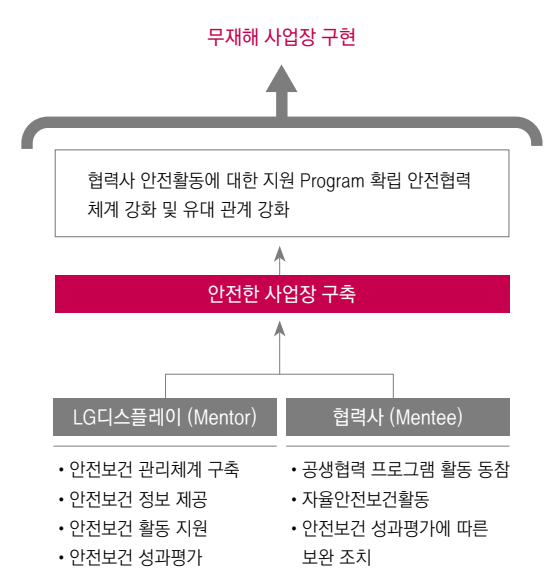 무재해 사업장 구현
협력사 안전활동에 대한 지원 Program 확립 안전협력
체계 강화 및 유대 관계 강화
안전한 사업장 구축
LG디스플레이 (Mentor)
• 안전보건 관리체계 구축
• 안전보건 정보 제공
• 안전보건 활동 지원
• 안전보건 성과평가
협력사 (Mentee)
• 공생협력 프로그램 활동 동참
• 자율안전보건활동
• 안전보건 성과평가에 따른
보완 조치